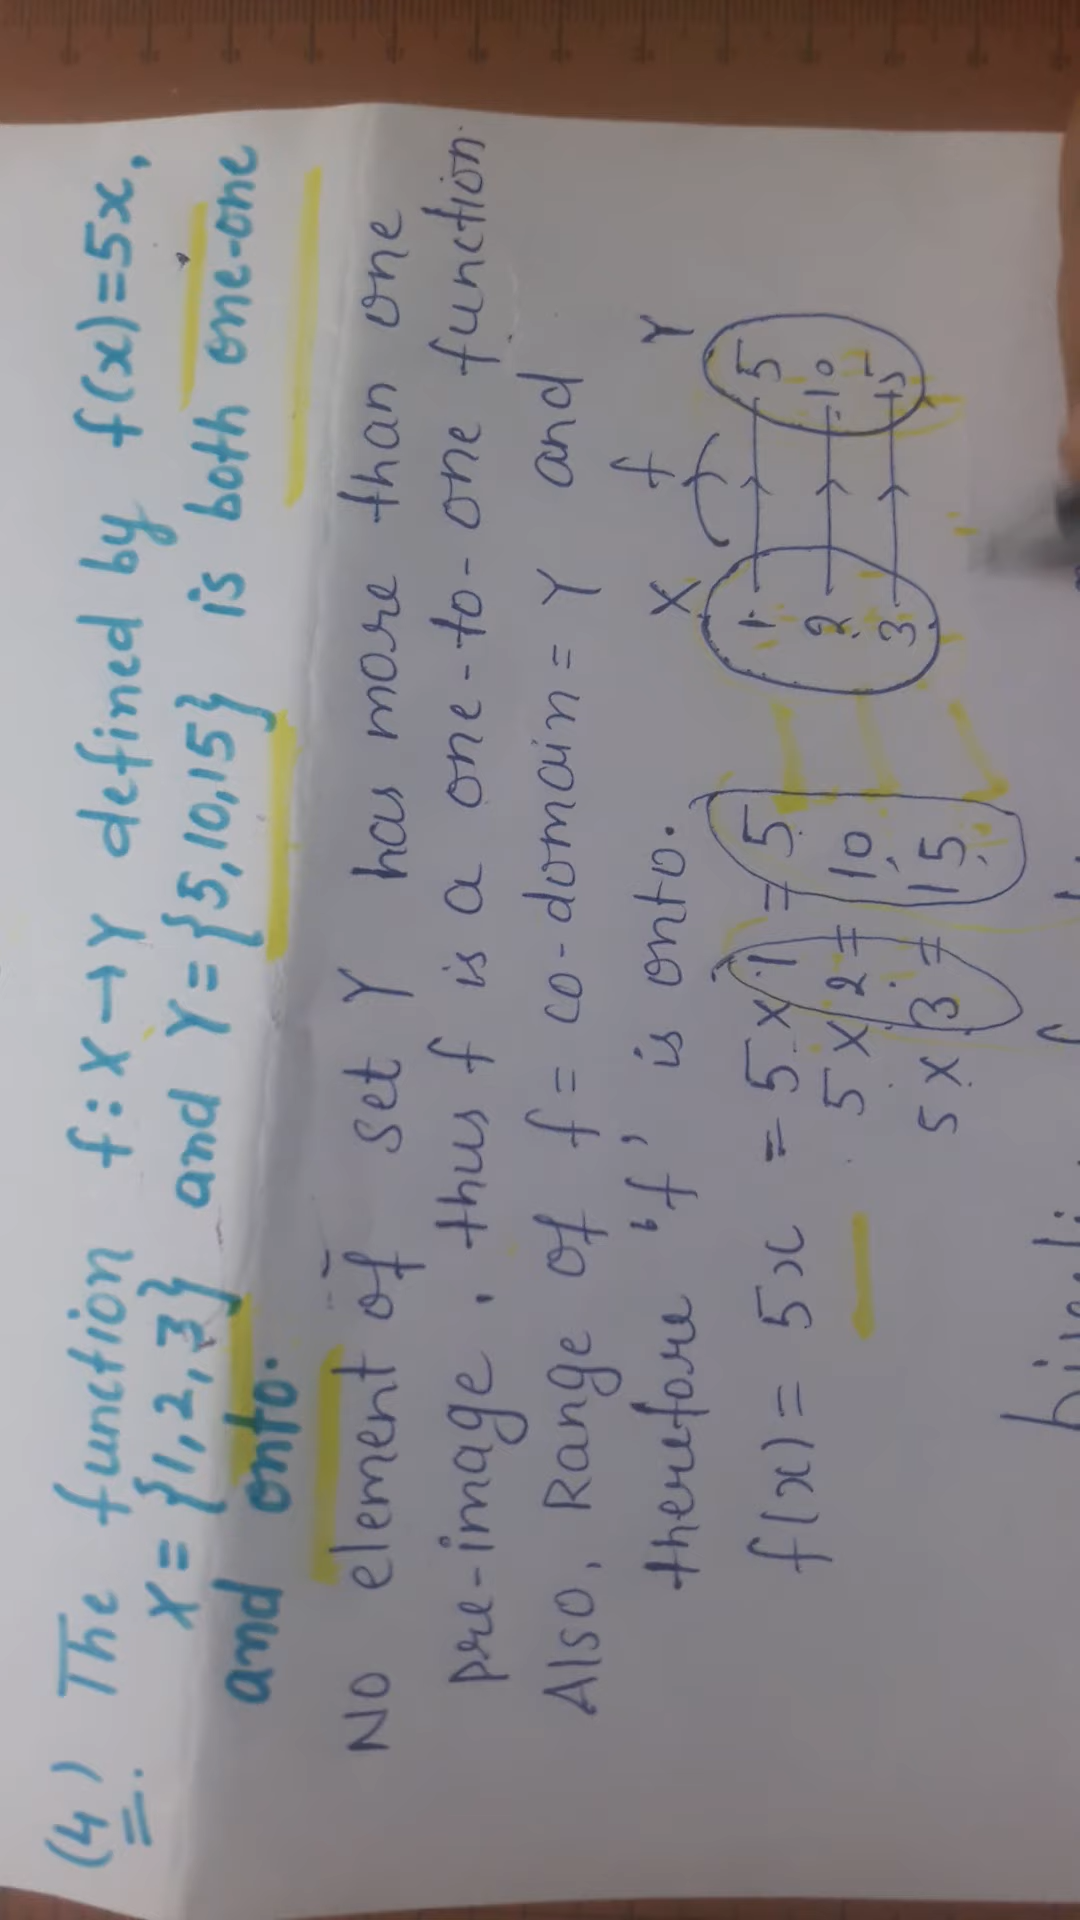 (4) The function f: X→Y defined by f(x)=5x,
X={1,2,3} and Y={5,10,15} is both one-one
and onto.
No element of set Y has more than one
pre-image. thus f is a one-to-one function
Also, Range of f = co-domain = Y and
therefore 'f' is onto.
X f Y
f(x) = 5x = 5 x 1 = 5
5 x 2 = 10
5 x 3 = 15
1 5
2 10
3 15